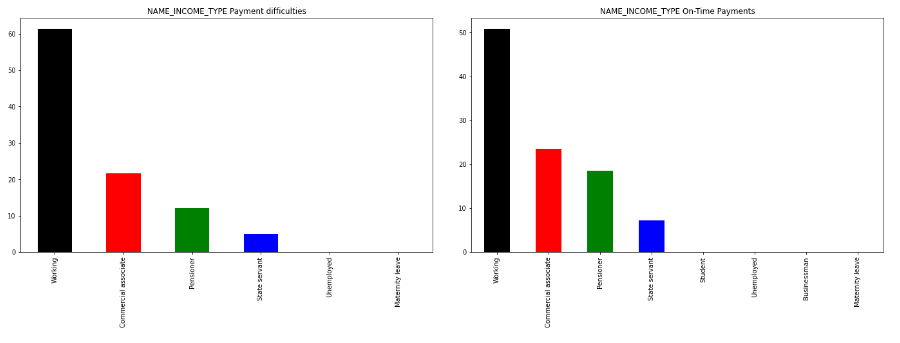 NAME_INCOME_TYPE Payment difficulties
60
50
40
30
20
10
0
Working
Commercial associate
Pensioner
State servant
Unemployed
Maternity leave
NAME_INCOME_TYPE On-Time Payments
50
40
30
20
10
0
Working
Commercial associate
Pensioner
State servant
Student
Unemployed
Businessman
Maternity leave